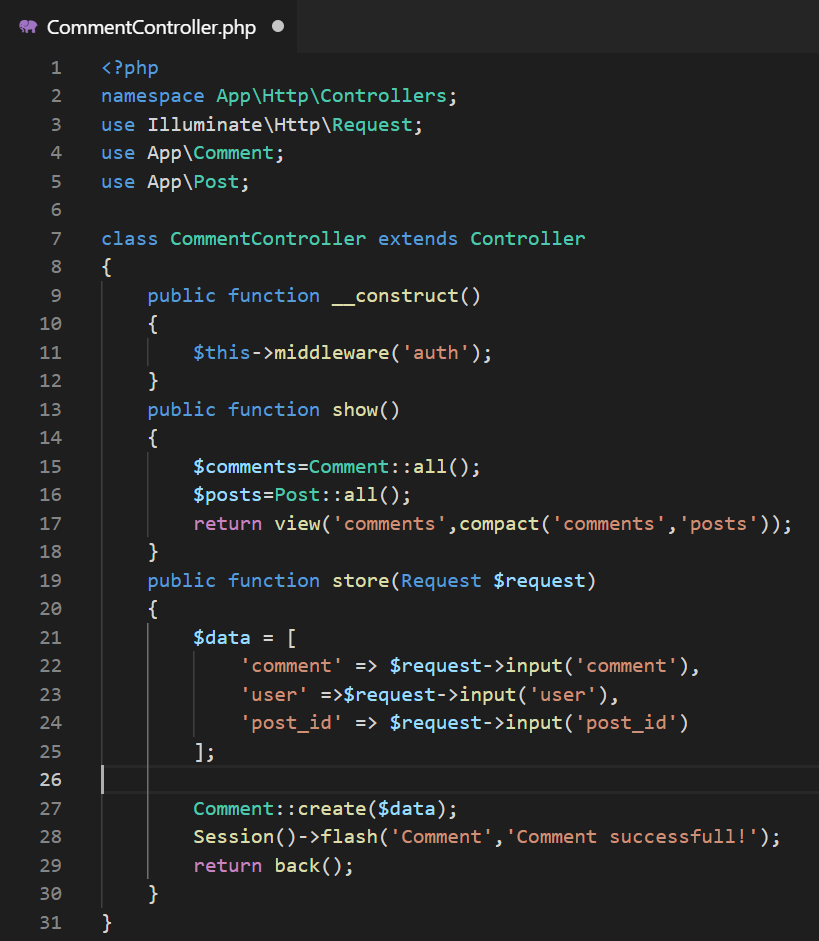 CommentController.php
1 <?php
2 namespace App\Http\Controllers;
3 use Illuminate\Http\Request;
4 use App\Comment;
5 use App\Post;
6
7 class CommentController extends Controller
8 {
9     public function __construct()
10     {
11         $this->middleware('auth');
12     }
13     public function show()
14     {
15         $comments=Comment::all();
16         $posts=Post::all();
17         return view('comments',compact('comments','posts'));
18     }
19     public function store(Request $request)
20     {
21         $data = [
22             'comment' => $request->input('comment'),
23             'user' =>$request->input('user'),
24             'post_id' => $request->input('post_id')
25         ];
26
27         Comment::create($data);
28         Session()->flash('Comment','Comment successfull!');
29         return back();
30     }
31 }